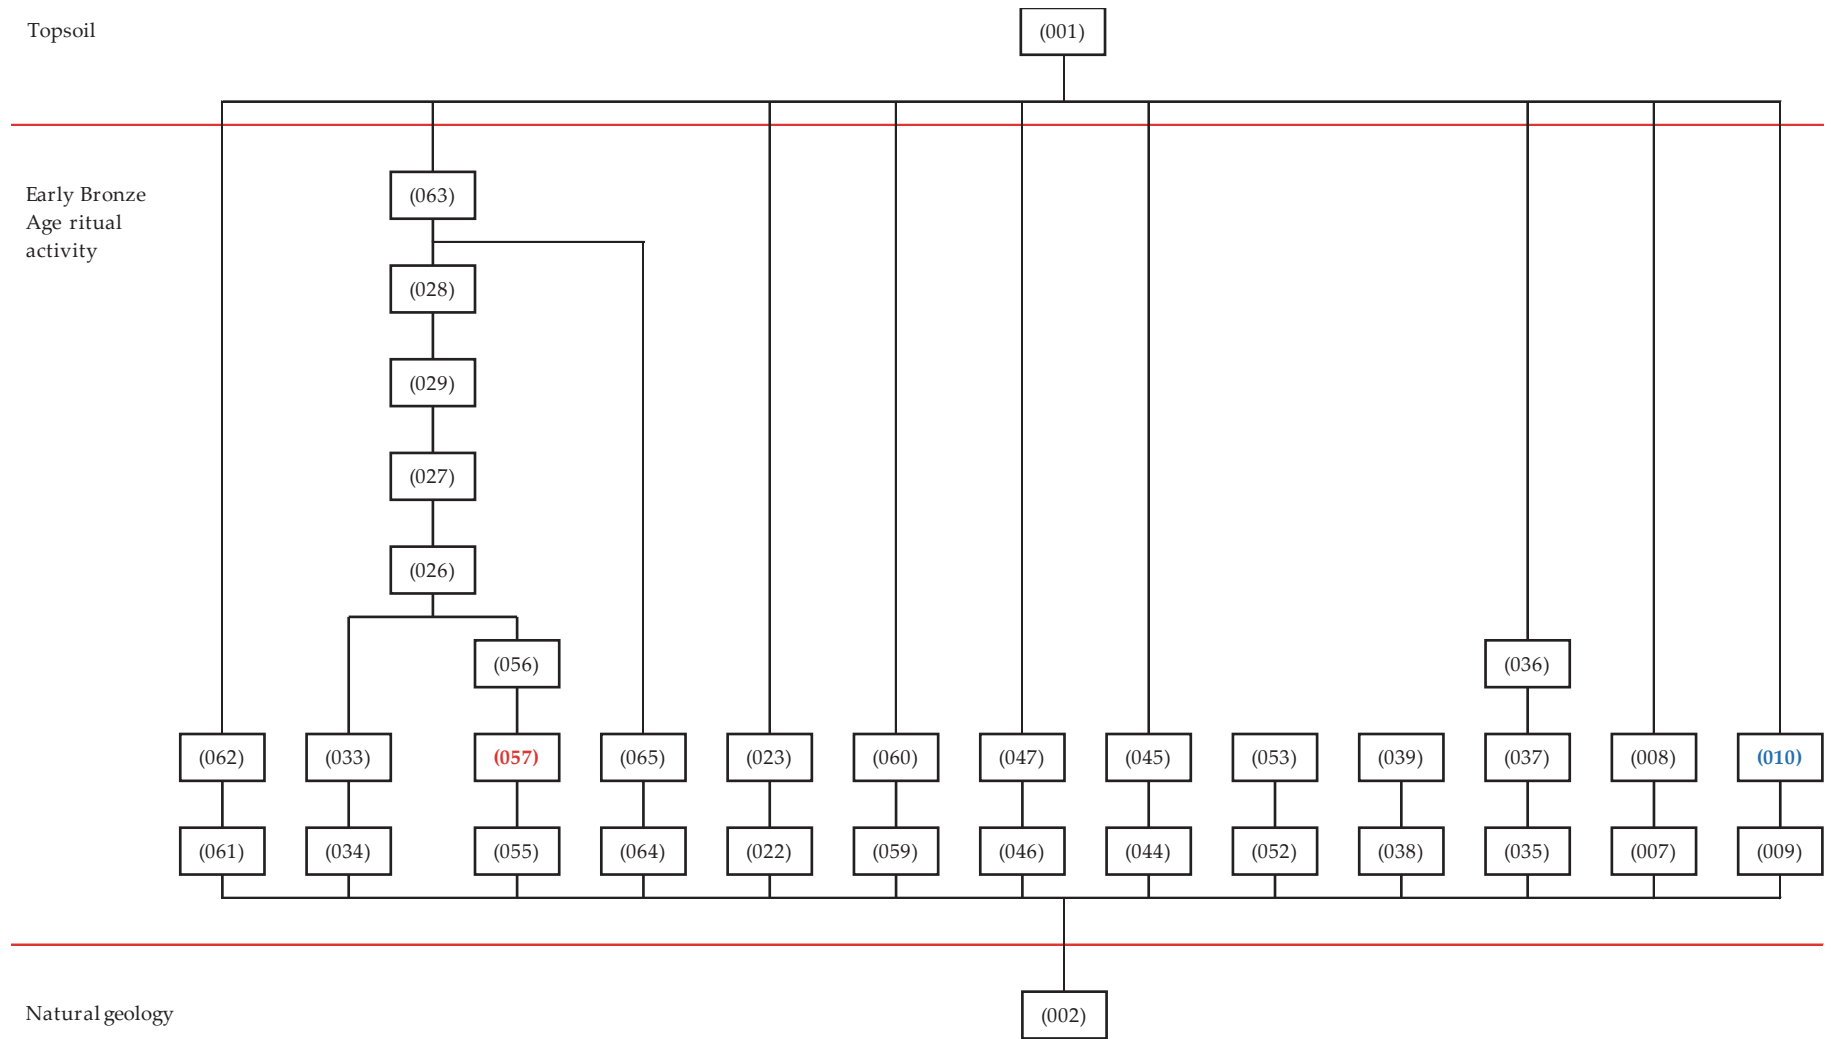 Topsoil
(001)
Early Bronze
Age ritual
activity
(063)
(028)
(029)
(027)
(026)
(056)
(036)
(062) (033) (057) (065) (023) (060) (047) (045) (053) (039) (037) (008) (010)
(061) (034) (055) (064) (022) (059) (046) (044) (052) (038) (035) (007) (009)
Natural geology
(002)